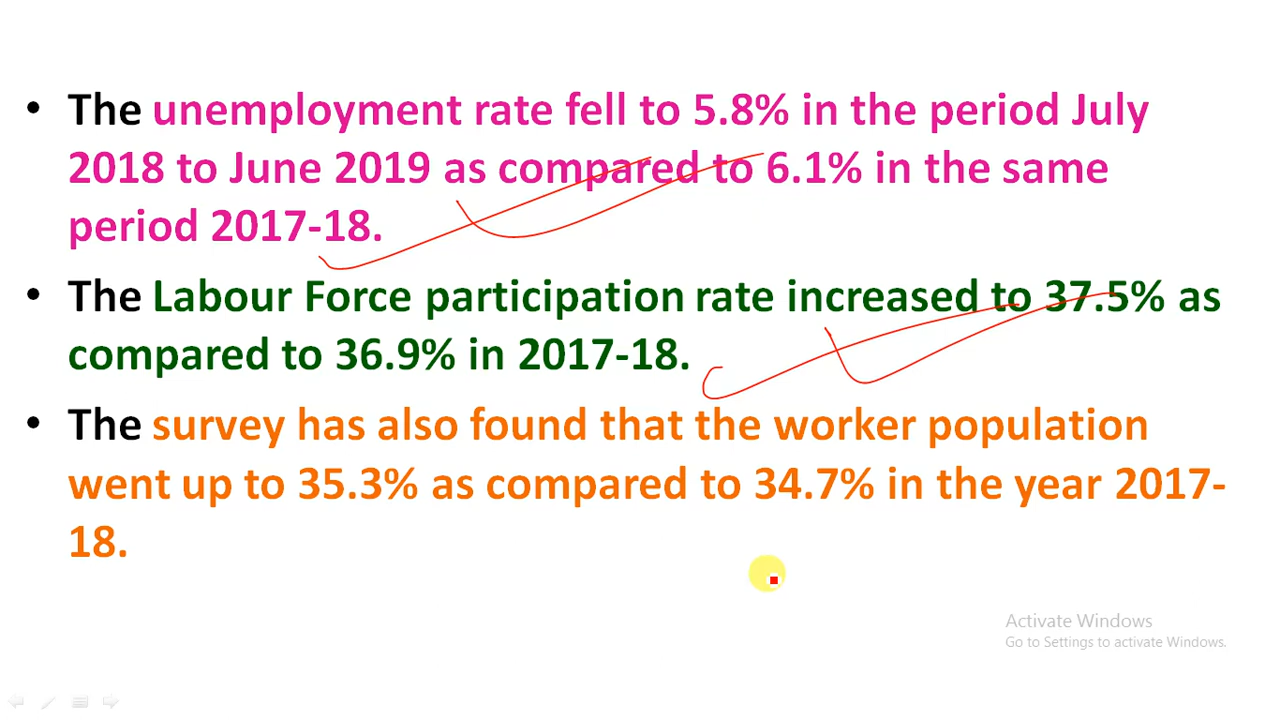 • The unemployment rate fell to 5.8% in the period July
2018 to June 2019 as compared to 6.1% in the same
period 2017-18.
• The Labour Force participation rate increased to 37.5% as
compared to 36.9% in 2017-18.
• The survey has also found that the worker population
went up to 35.3% as compared to 34.7% in the year 2017-
18.
Activate Windows
Go to Settings to activate Windows.